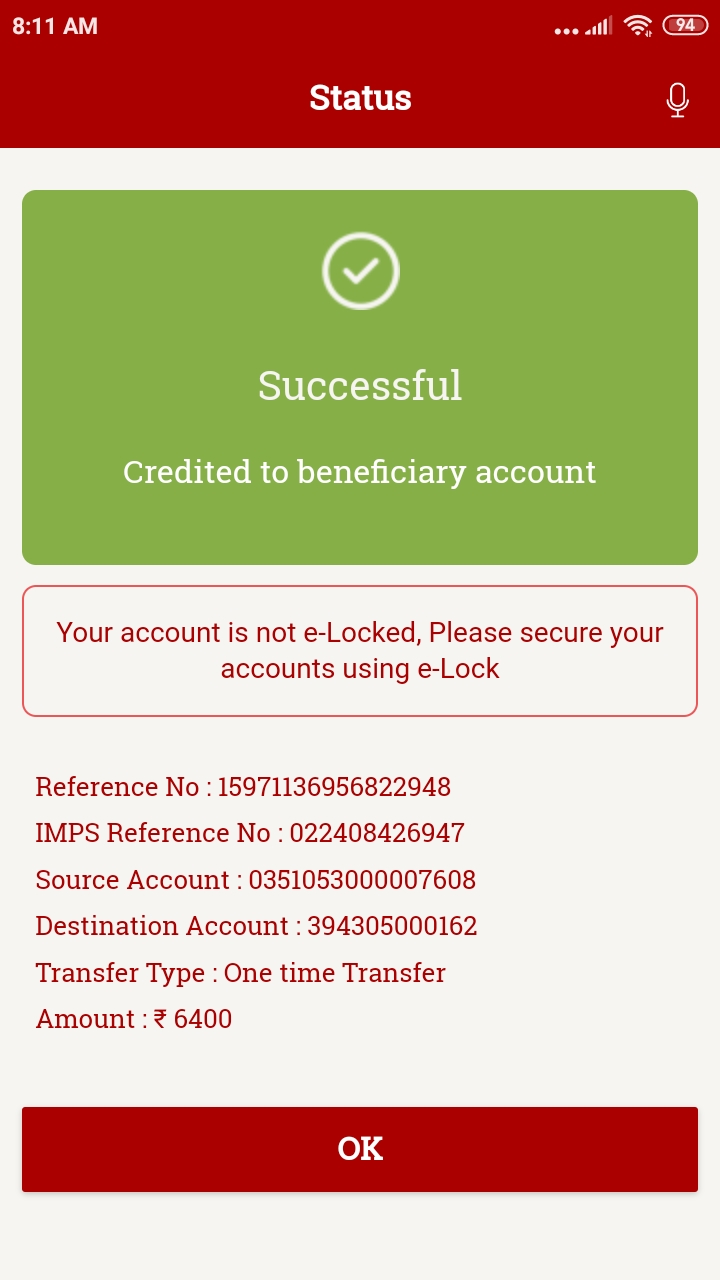 8:11 AM
94
Status
Successful
Credited to beneficiary account
Your account is not e-Locked, Please secure your
accounts using e-Lock
Reference No : 15971136956822948
IMPS Reference No : 022408426947
Source Account : 0351053000007608
Destination Account : 394305000162
Transfer Type : One time Transfer
Amount : ₹ 6400
OK